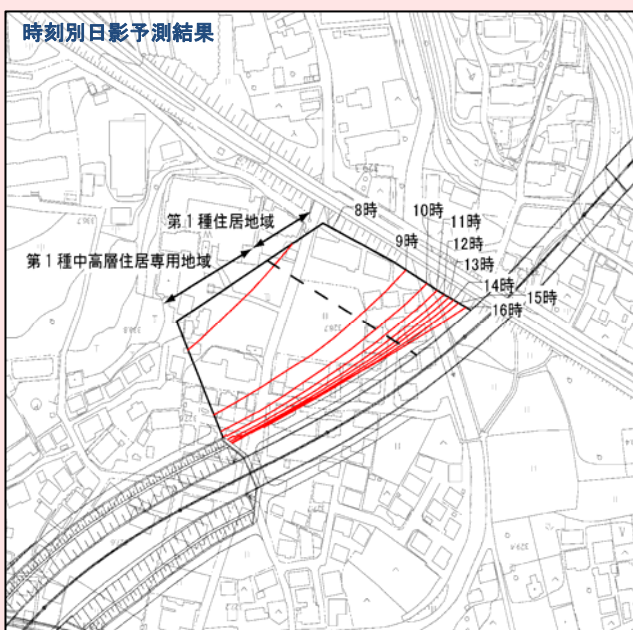 時刻別日影予測結果
第1種住居地域
第1種中高層住居専用地域
8時
9時
10時
11時
12時
13時
14時
15時
16時